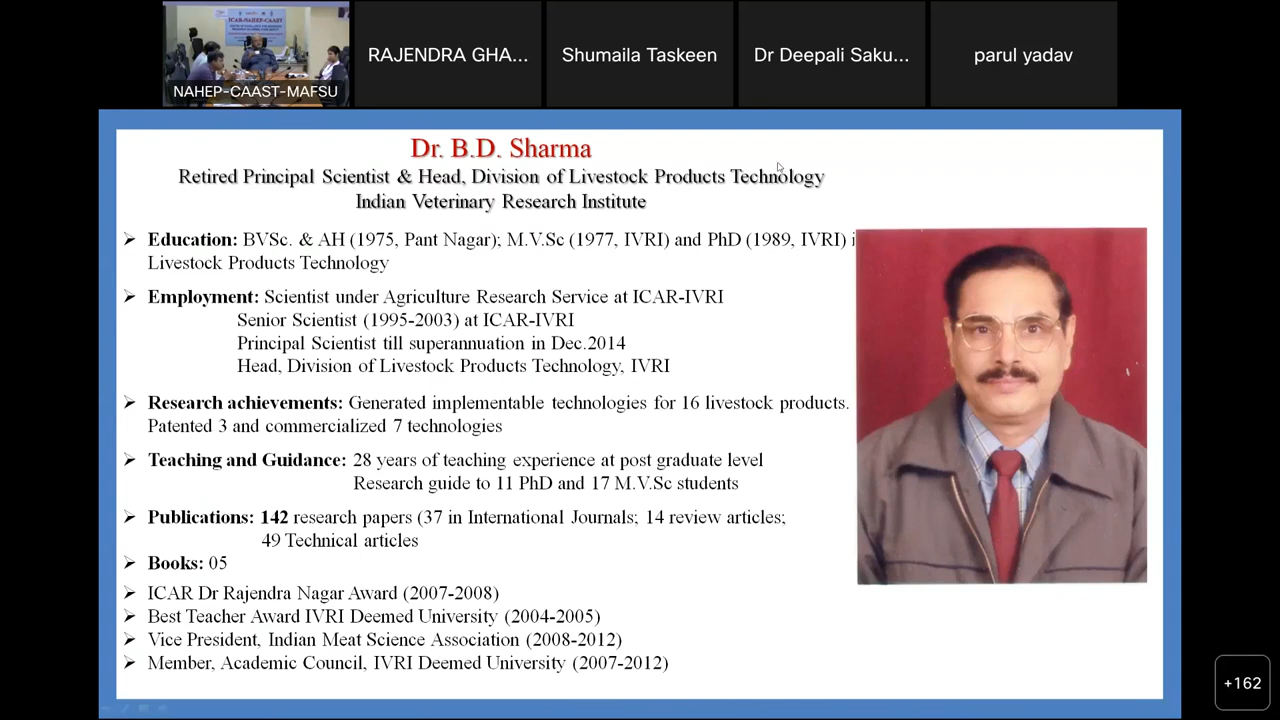 ICAR-NAHEP-CAAST
NAHEP-CAAST-MAFSU
RAJENDRA GHA...
Shumaila Taskeen
Dr Deepali Saku...
parul yadav
Dr. B.D. Sharma
Retired Principal Scientist & Head, Division of Livestock Products Technology
Indian Veterinary Research Institute
➢ Education: BVSc. & AH (1975, Pant Nagar); M.V.Sc (1977, IVRI) and PhD (1989, IVRI) i
Livestock Products Technology
➢ Employment: Scientist under Agriculture Research Service at ICAR-IVRI
Senior Scientist (1995-2003) at ICAR-IVRI
Principal Scientist till superannuation in Dec.2014
Head, Division of Livestock Products Technology, IVRI
➢ Research achievements: Generated implementable technologies for 16 livestock products.
Patented 3 and commercialized 7 technologies
➢ Teaching and Guidance: 28 years of teaching experience at post graduate level
Research guide to 11 PhD and 17 M.V.Sc students
➢ Publications: 142 research papers (37 in International Journals; 14 review articles;
49 Technical articles
➢ Books: 05
➢ ICAR Dr Rajendra Nagar Award (2007-2008)
➢ Best Teacher Award IVRI Deemed University (2004-2005)
➢ Vice President, Indian Meat Science Association (2008-2012)
➢ Member, Academic Council, IVRI Deemed University (2007-2012)
+162